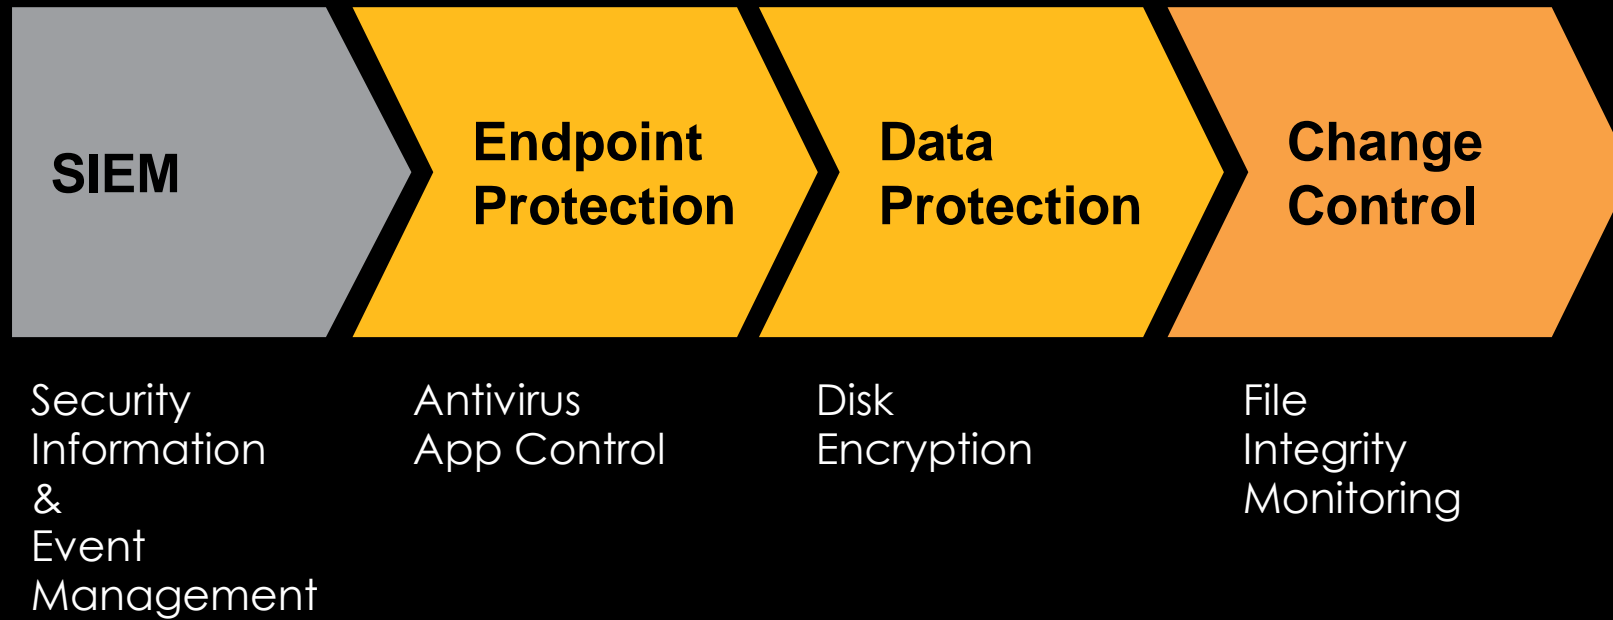 SIEM
Endpoint
Protection
Data
Protection
Change
Control
Security
Information
&
Event
Management
Antivirus
App Control
Disk
Encryption
File
Integrity
Monitoring